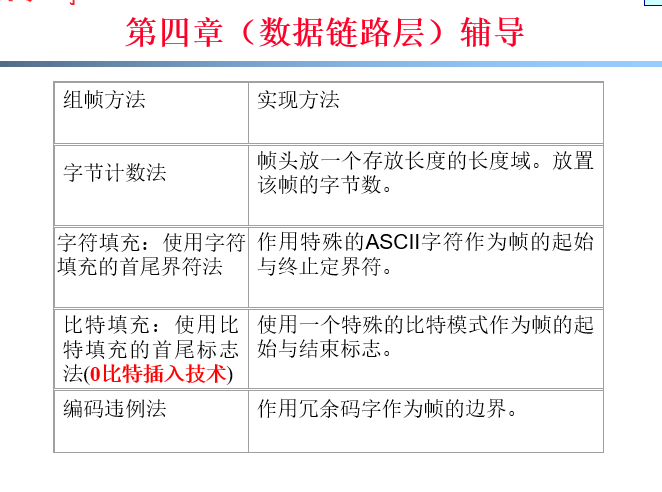 第四章（数据链路层）辅导
组帧方法
实现方法
字节计数法
帧头放一个存放长度的长度域。放置
该帧的字节数。
字符填充：使用字符
填充的首尾界符法
作用特殊的ASCII字符作为帧的起始
与终止定界符。
比特填充：使用比
特填充的首尾标志
法(0比特插入技术)
使用一个特殊的比特模式作为帧的起
始与结束标志。
编码违例法
作用冗余码字作为帧的边界。